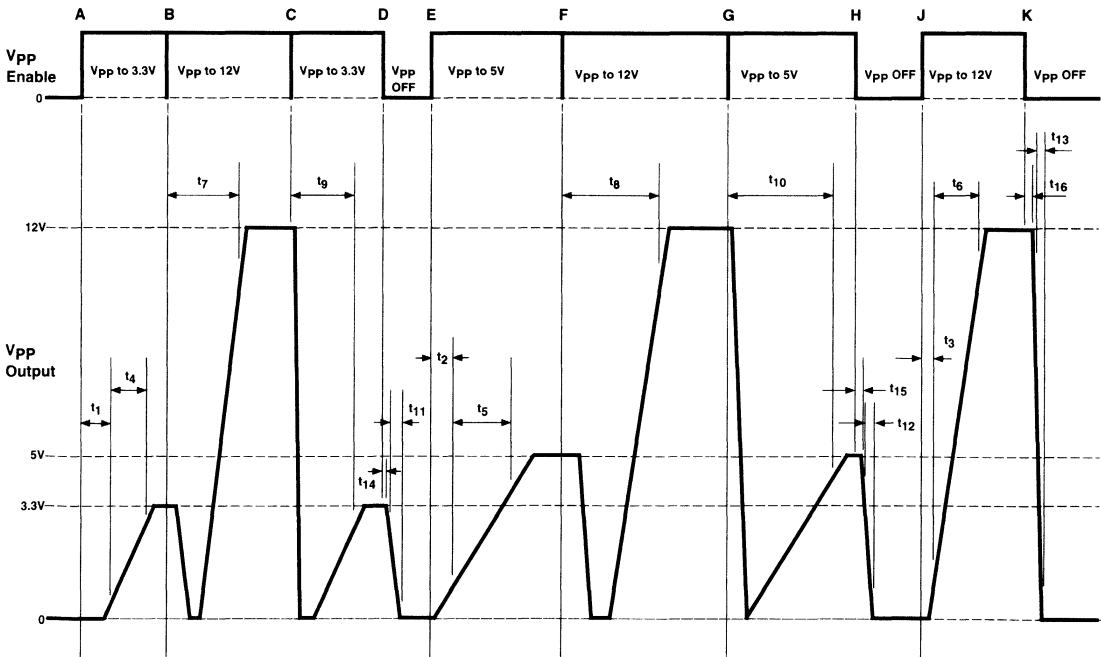 A B C D E F G H J K
VPP
Enable
VPP to 3.3V
VPP to 12V
VPP to 3.3V
VPP
OFF
VPP to 5V
VPP to 12V
VPP to 5V
VPP OFF
VPP to 12V
VPP OFF
0
t13
t7
t9
t8
t10
t6
t16
12V
VPP
Output
t4
t1
t2
t5
t11
t14
t3
t15
t12
5V
3.3V
0